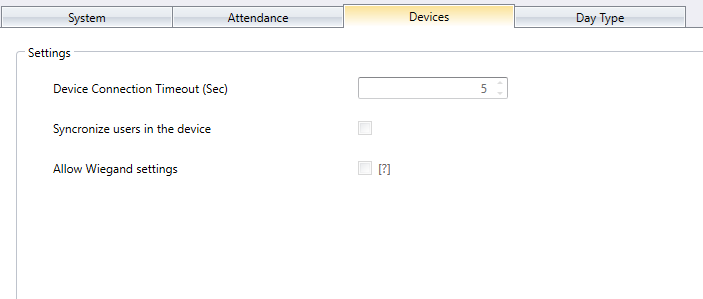 System Attendance Devices Day Type
Settings
Device Connection Timeout (Sec) 5
Syncronize users in the device
Allow Wiegand settings [?]